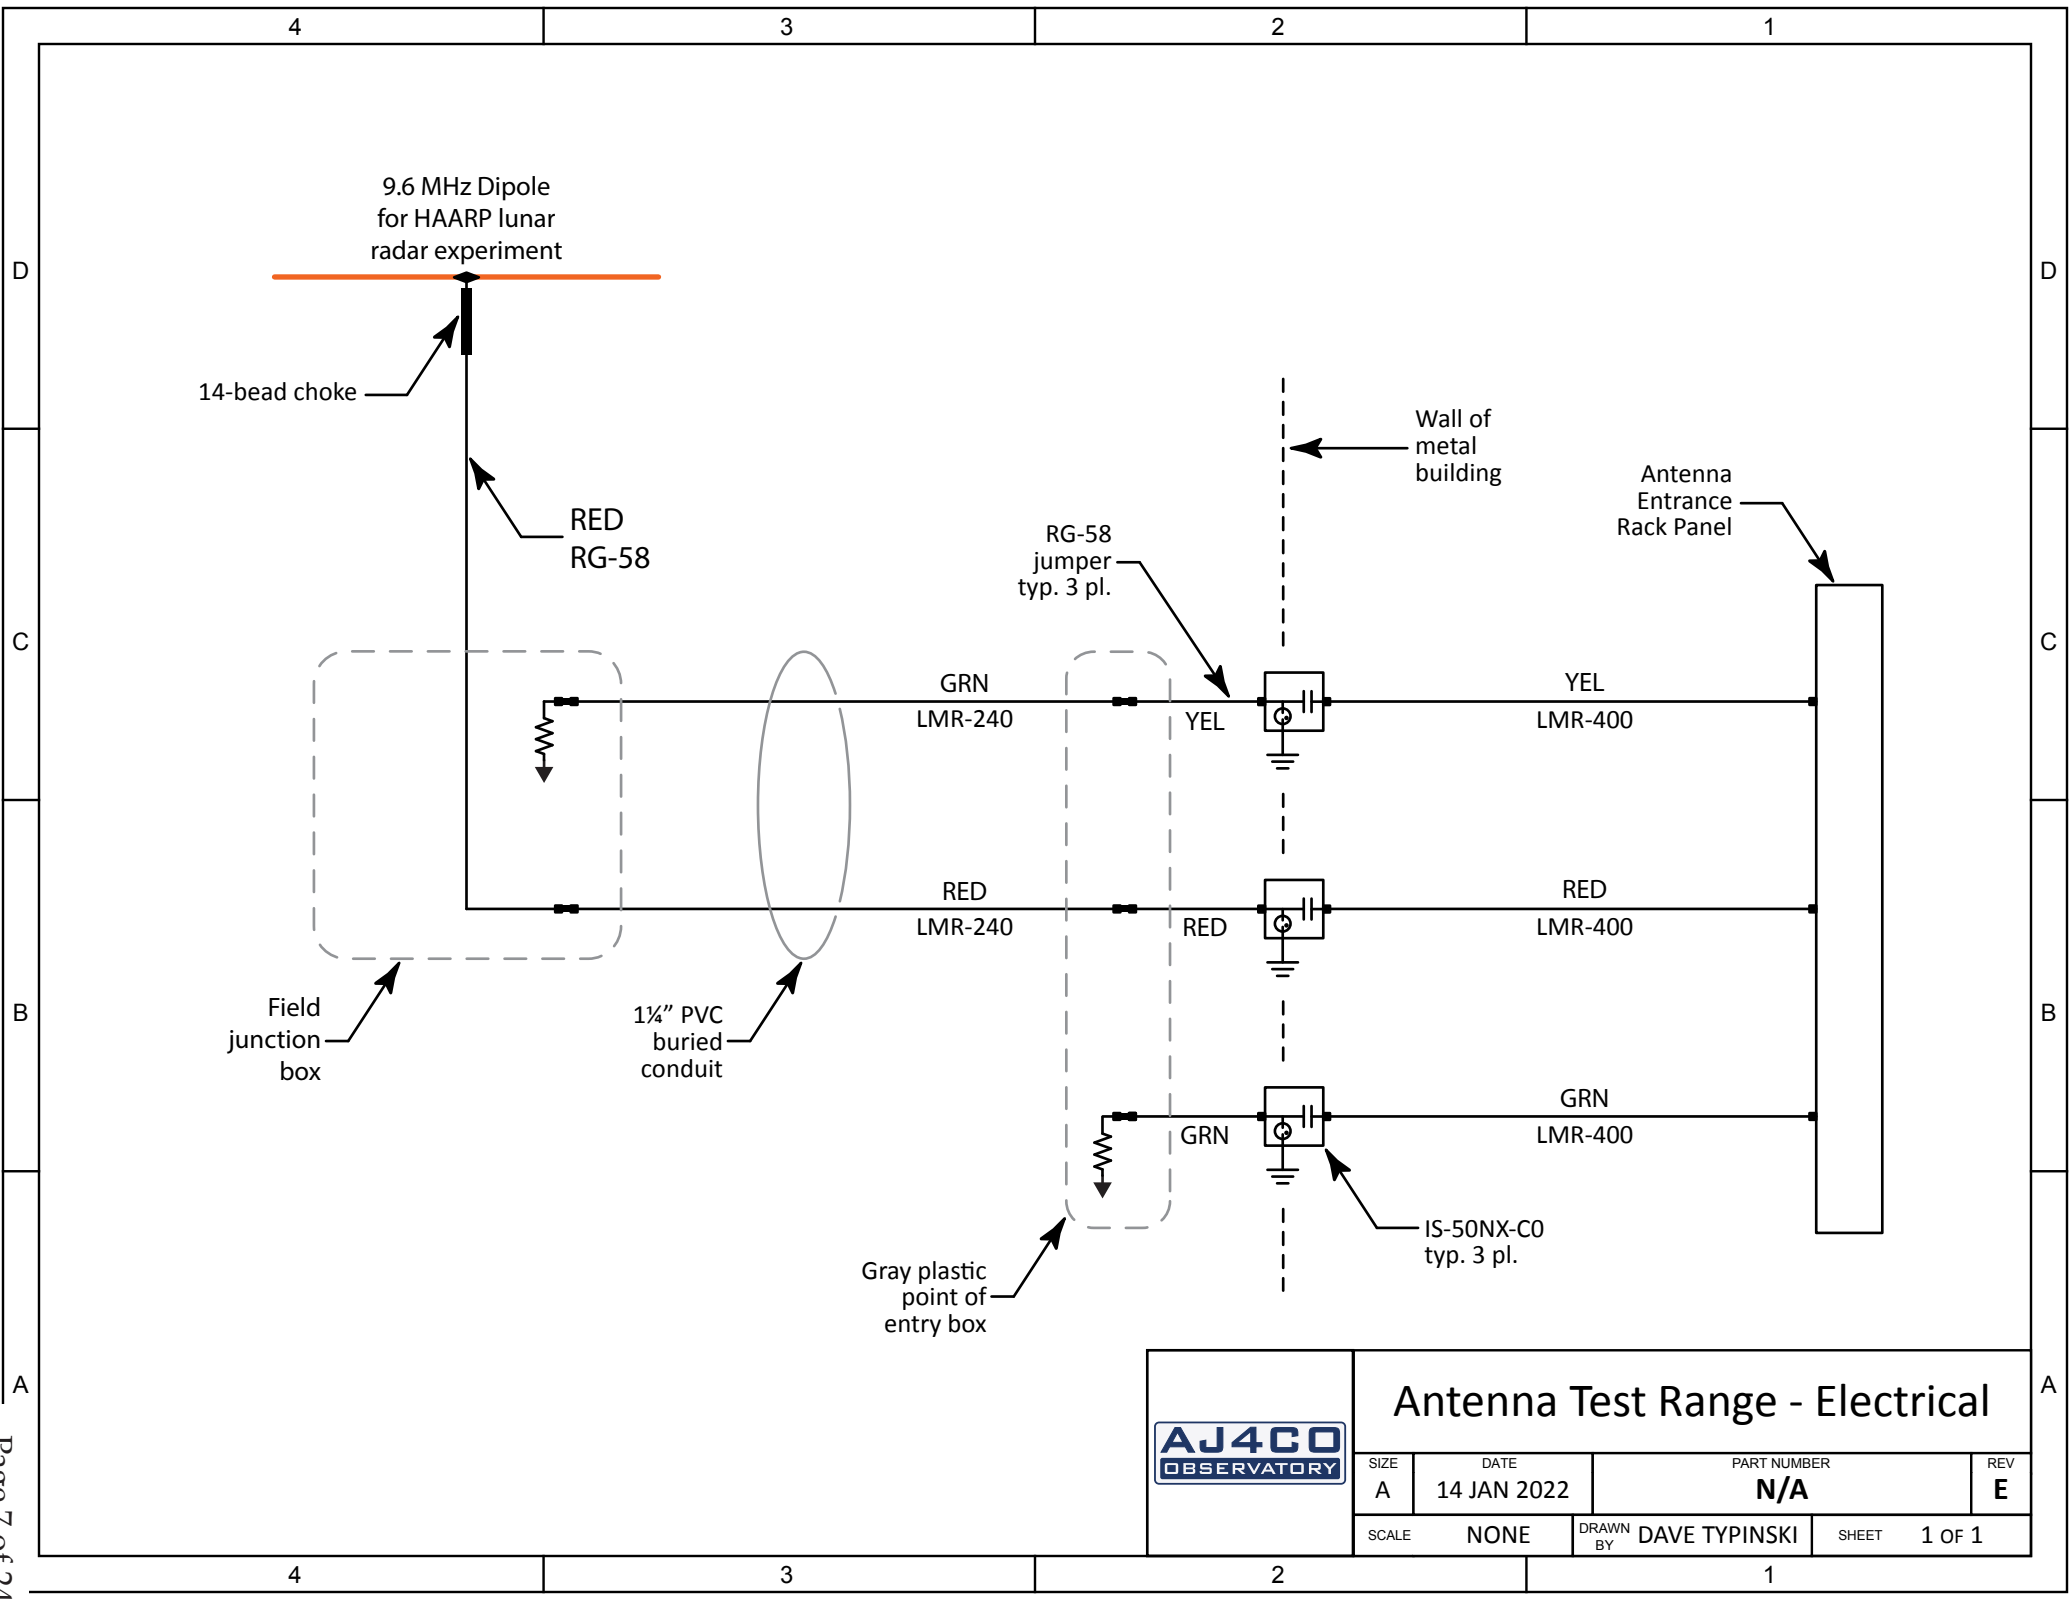 4 3 2 1
9.6 MHz Dipole
for HAARP lunar
radar experiment
D
D
14-bead choke
Wall of
metal
building
Antenna
Entrance
Rack Panel
RED
RG-58
RG-58
jumper
typ. 3 pl.
C
C
GRN
LMR-240
YEL
YEL
LMR-400
RED
LMR-240
RED
RED
LMR-400
Field
junction
box
1¼” PVC
buried
conduit
B
B
GRN
GRN
LMR-400
IS-50NX-C0
typ. 3 pl.
Gray plastic
point of
entry box
A
A
AJ4CO
OBSERVATORY
Antenna Test Range - Electrical
SIZE
A
DATE
14 JAN 2022
PART NUMBER
N/A
REV
E
SCALE NONE
DRAWN
BY
DAVE TYPINSKI
SHEET 1 OF 1
4 3 2 1
Page 7 of 24